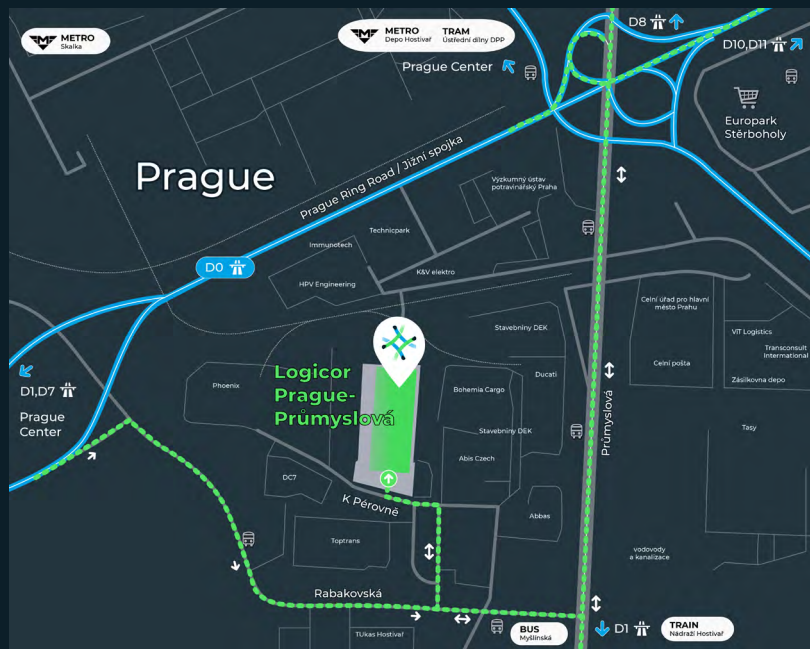 METRO
Skalka
METRO
Depo Hostivař
TRAM
Ústřední dílny DPP
Prague Center
D8
D10,D11
Europark
Stěrboholy
Prague
Prague Ring Road / Jižní spojka
Výzkumný ústav
potravinářský Praha
Technicpark
Immunotech
D0
HPV Engineering
K&V elektro
Celní úřad pro hlavní
město Prahu
Stavebniny DEK
VIT Logistics
Transconsult
International
Celní pošta
Zásilkovna depo
D1,D7
Prague
Center
Phoenix
Logicor
Prague-
Průmyslová
Ducati
Bohemia Cargo
Průmyslová
Stavebniny DEK
Tasy
Abis Czech
DC7
K Pérovně
Abbas
Toptrans
vodovody
a kanalizace
Rabakovská
TUkas Hostivař
BUS
Myšlínská
D1
TRAIN
Nádraží Hostivař